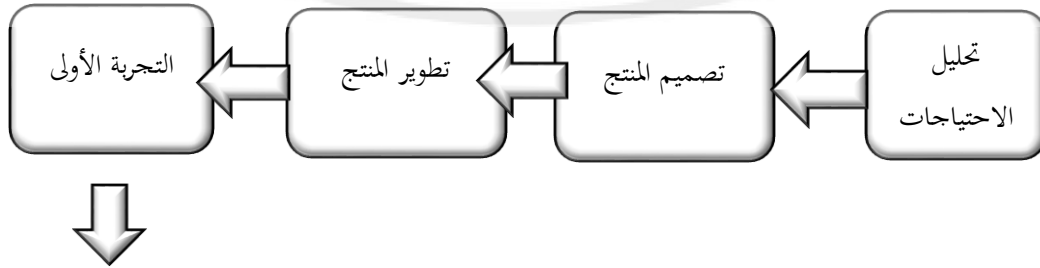 تحليل
الاحتياجات
تصميم المنتج
تطوير المنتج
التجربة الأولى